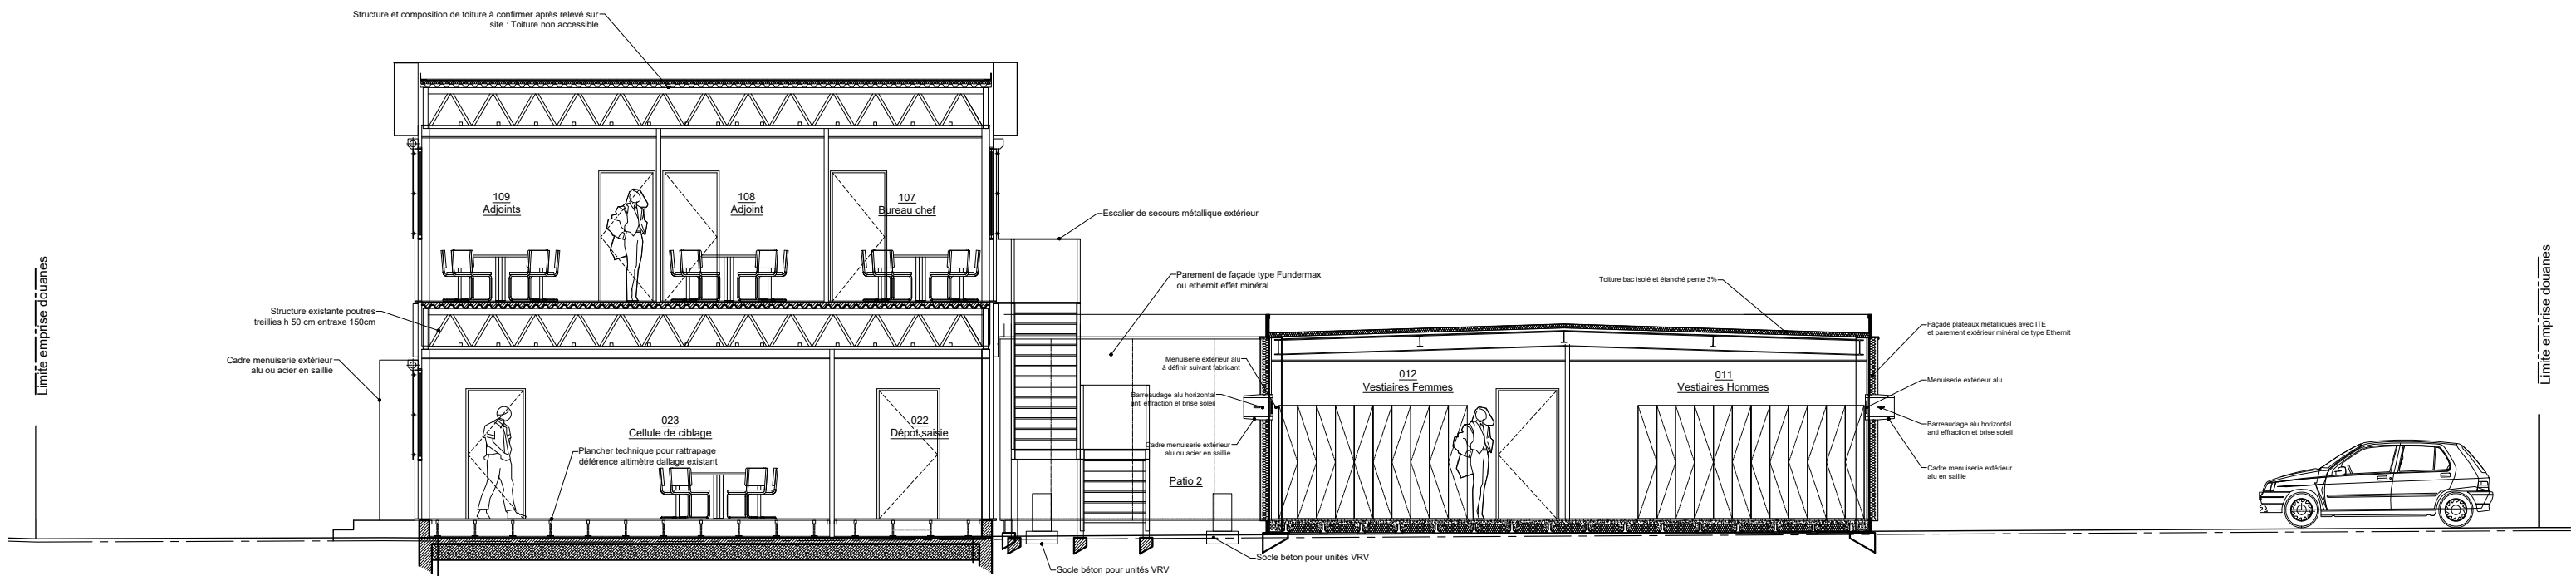 Structure et composition de toiture à confirmer après relevé sur
site : Toiture non accessible
109
Adjoints
108
Adjoint
107
Bureau chef
Escalier de secours métallique extérieur
Limite emprise douanes
Structure existante poutres
treillies h 50 cm entraxe 150cm
Cadre menuiserie extérieur
alu ou acier en saillie
Parement de façade type Fundermax
ou ethernit effet minéral
Toiture bac isolé et étanché pente 3%
Limite emprise douanes
Façade plateaux métalliques avec ITE
et parement extérieur minéral de type Ethernit
Menuiserie extérieur alu
à définir suivant fabricant
Barreaudage alu horizontal
anti effraction et brise soleil
Cadre menuiserie extérieur
alu ou acier en saillie
012
Vestiaires Femmes
011
Vestiaires Hommes
Menuiserie extérieur alu
Barreaudage alu horizontal
anti effraction et brise soleil
Cadre menuiserie extérieur
alu en saillie
023
Cellule de ciblage
022
Dépot saisie
Plancher technique pour rattrapage
déférence altimètre dallage existant
Patio 2
Socle béton pour unités VRV
Socle béton pour unités VRV